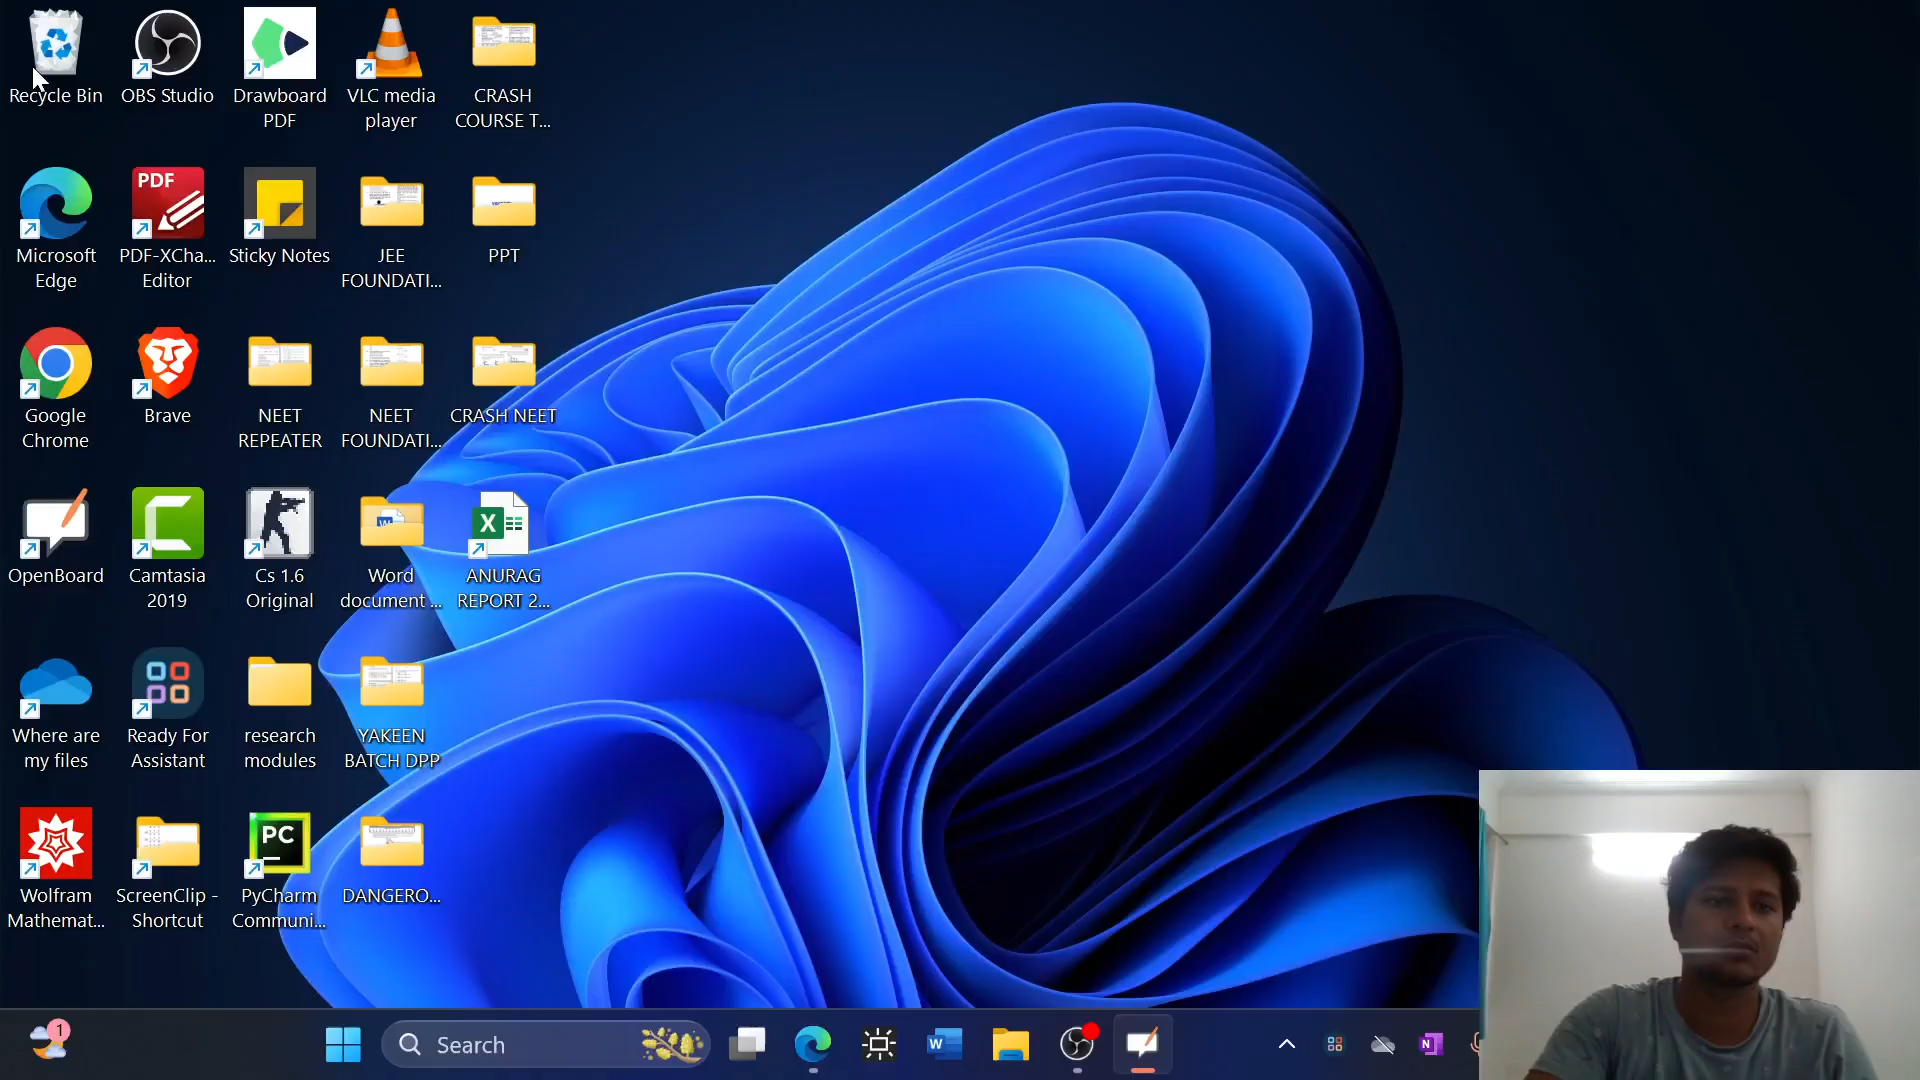 Recycle Bin
OBS Studio
Drawboard
PDF
VLC media
player
CRASH
COURSE T...
Microsoft
Edge
PDF
PDF-XCha...
Editor
Sticky Notes
JEE
FOUNDATI...
PPT
Google
Chrome
Brave
NEET
REPEATER
NEET
FOUNDATI...
CRASH NEET
OpenBoard
Camtasia
2019
Cs 1.6
Original
Word
document ...
ANURAG
REPORT 2...
Where are
my files
Ready For
Assistant
research
modules
YAKEEN
BATCH DPP
Wolfram
Mathemat...
ScreenClip -
Shortcut
PC
PyCharm
Communi...
DANGERO...
1
Search